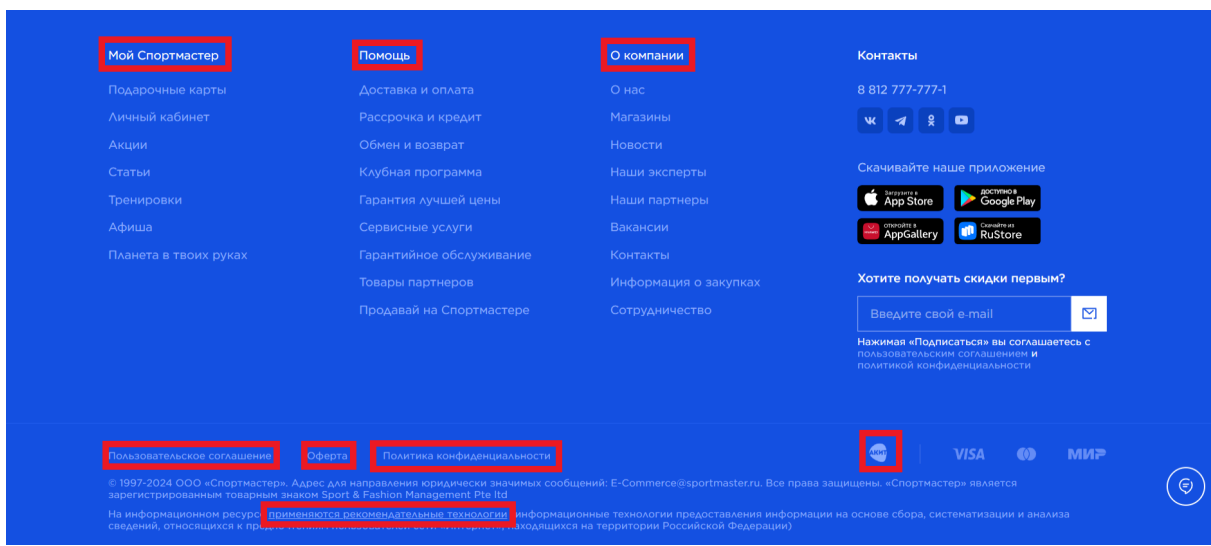 Мой Спортмастер
Подарочные карты
Личный кабинет
Акции
Статьи
Тренировки
Афиша
Планета в твоих руках
Помощь
Доставка и оплата
Рассрочка и кредит
Обмен и возврат
Клубная программа
Гарантия лучшей цены
Сервисные услуги
Гарантийное обслуживание
Товары партнеров
Продавай на Спортмастере
О компании
О нас
Магазины
Новости
Наши эксперты
Наши партнеры
Вакансии
Контакты
Информация о закупках
Сотрудничество
Контакты
8 812 777-777-1
Скачивайте наше приложение
Загрузите в
App Store
ДОСТУПНО В
Google Play
ОТКРОЙТЕ В
AppGallery
Скачайте из
RuStore
Хотите получать скидки первым?
Введите свой e-mail
Нажимая «Подписаться» вы соглашаетесь с
пользовательским соглашением и
политикой конфиденциальности
Пользовательское соглашение
Оферта
Политика конфиденциальности
АКИТ
VISA
МИР
© 1997-2024 ООО «Спортмастер». Адрес для направления юридически значимых сообщений: E-Commerce@sportmaster.ru. Все права защищены. «Спортмастер» является
зарегистрированным товарным знаком Sport & Fashion Management Pte ltd
На информационном ресурсе применяются рекомендательные технологии информационные технологии предоставления информации на основе сбора, систематизации и анализа
сведений, относящихся к находящихся на территории Российской Федерации)